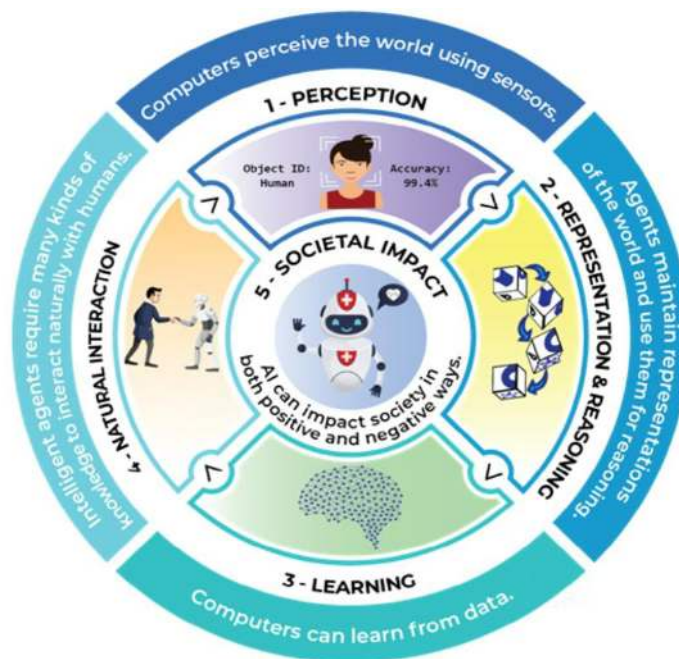 Computers perceive the world using sensors.
1 - PERCEPTION
Object ID:
Human
Accuracy:
99.4%
Agents maintain representations
of the world and use them for reasoning.
2 - REPRESENTATION & REASONING
Computers can learn from data.
3 - LEARNING
Intelligent agents require many kinds of
knowledge to interact naturally with humans.
4 - NATURAL INTERACTION
5 - SOCIETAL IMPACT
AI can impact society in
both positive and negative ways.